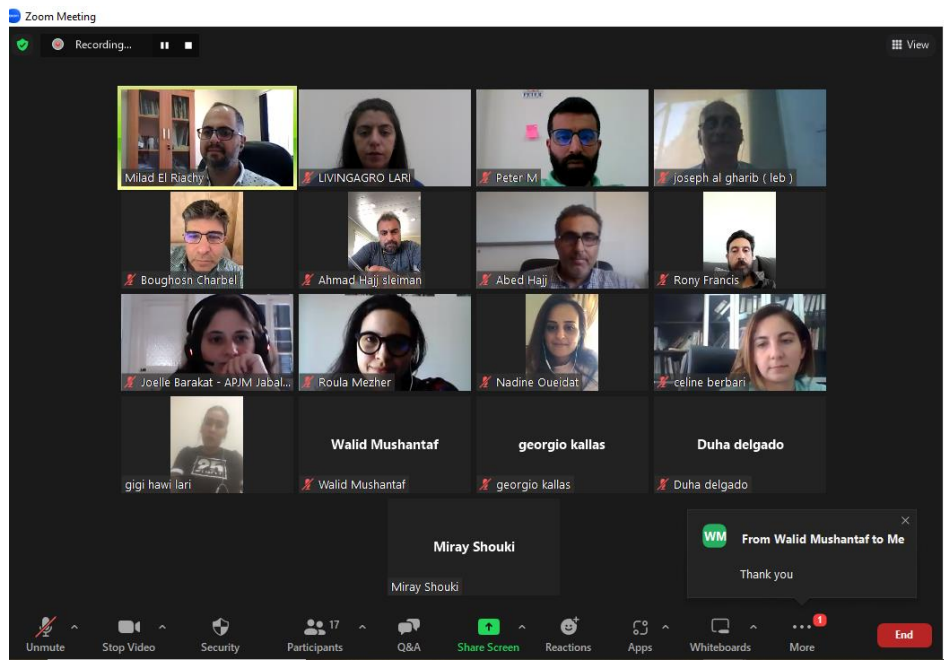 Zoom Meeting
Recording...
View
Milad El Riachy
LIVINGAGRO LARI
PETER
Peter M
joseph al gharib ( leb )
Boughosn Charbel
Ahmad Hajj sleiman
Abed Hajj
Rony Francis
Joelle Barakat - APJM Jabal...
Roula Mezher
Nadine Oueidat
celine berbari
gigi hawi lari
Walid Mushantaf
Walid Mushantaf
georgio kallas
georgio kallas
Duha delgado
Duha delgado
Miray Shouki
Miray Shouki
WM
From Walid Mushantaf to Me
Thank you
Unmute
Stop Video
Security
17
Participants
Q&A
Share Screen
Reactions
Apps
Whiteboards
1
More
End